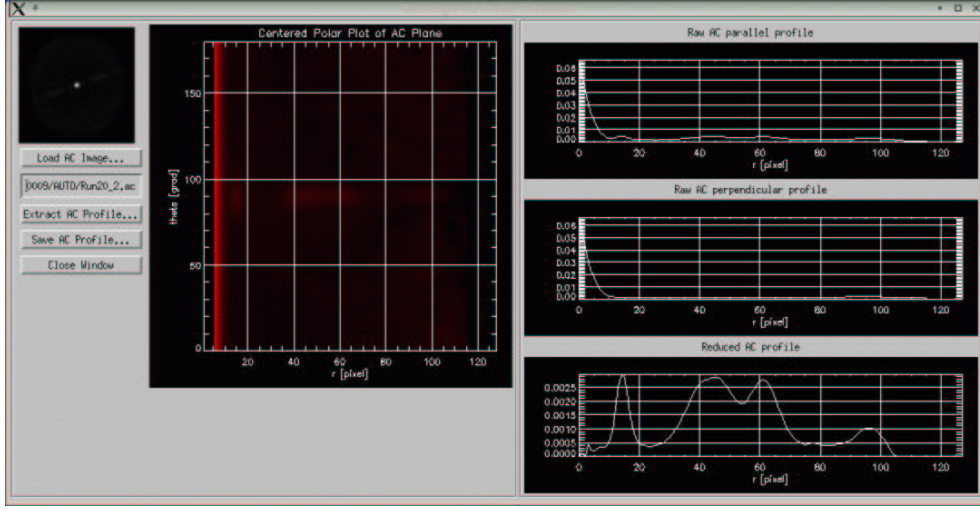 Load AC Image...
0009/AUTO/Run20_2.ac
Extract AC Profile...
Save AC Profile...
Close Window
Centered Polar Plot of AC Plane
150
100
50
0
theta [grad]
20 40 60 80 100 120
r [pixel]
Raw AC parallel profile
0.06
0.05
0.04
0.03
0.02
0.01
0.00
0 20 40 60 80 100 120
r [pixel]
Raw AC perpendicular profile
0.06
0.05
0.04
0.03
0.02
0.01
0.00
0 20 40 60 80 100 120
r [pixel]
Reduced AC profile
0.0025
0.0020
0.0015
0.0010
0.0005
0.0000
0 20 40 60 80 100 120
r [pixel]